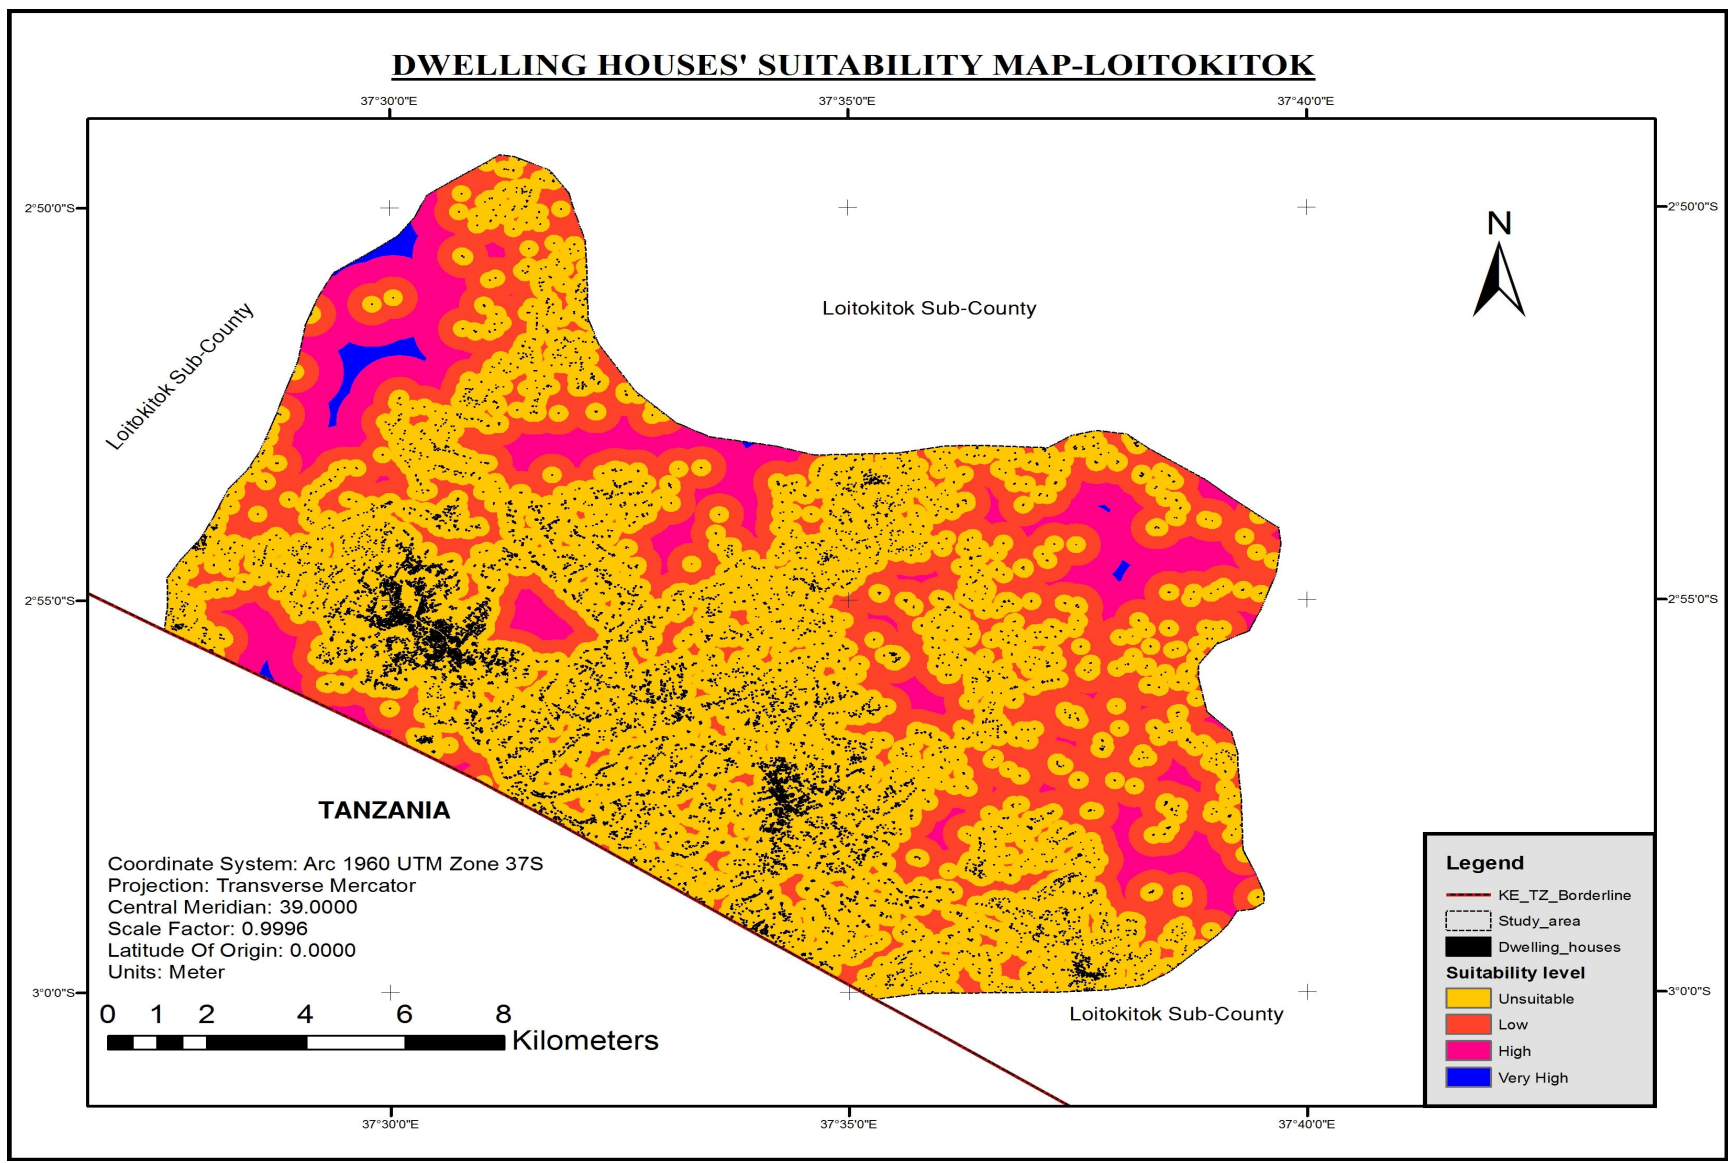 DWELLING HOUSES' SUITABILITY MAP-LOITOKITOK
37°30'0"E 37°35'0"E 37°40'0"E
2°50'0"S 2°50'0"S
N
Loitokitok Sub-County
Loitokitok Sub-County
2°55'0"S 2°55'0"S
TANZANIA
Coordinate System: Arc 1960 UTM Zone 37S
Projection: Transverse Mercator
Central Meridian: 39.0000
Scale Factor: 0.9996
Latitude Of Origin: 0.0000
Units: Meter
3°0'0"S 3°0'0"S
0 1 2 4 6 8
Kilometers
Loitokitok Sub-County
Legend
KE_TZ_Borderline
Study_area
Dwelling_houses
Suitability level
Unsuitable
Low
High
Very High
37°30'0"E 37°35'0"E 37°40'0"E